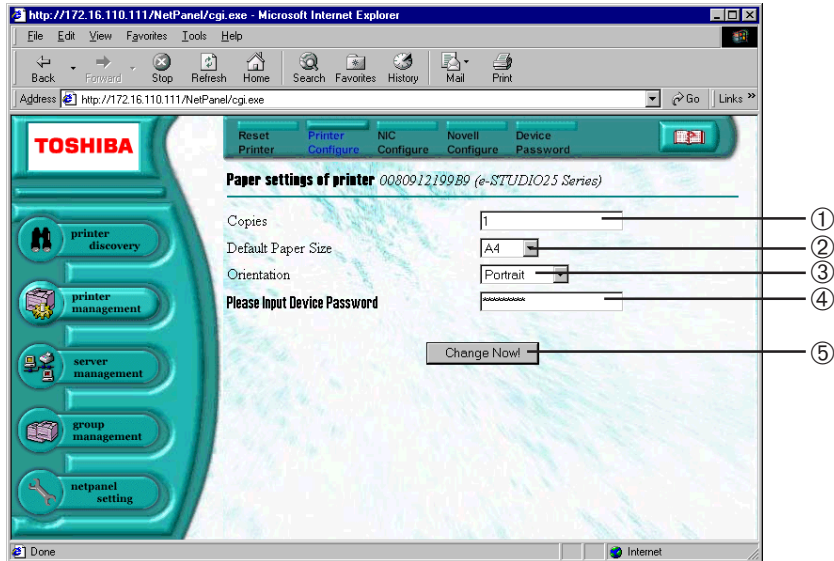 http://172.16.110.111/NetPanel/cgi.exe - Microsoft Internet Explorer
File Edit View Favorites Tools Help
Back Forward Stop Refresh Home Search Favorites History Mail Print
Address http://172.16.110.111/NetPanel/cgi.exe Go Links »
TOSHIBA
Reset Printer
Printer Configure
NIC Configure
Novell Configure
Device Password
Paper settings of printer 0080912199B9 (e-STUDIO25 Series)
Copies 1 ①
Default Paper Size A4 ②
Orientation Portrait ③
Please Input Device Password ********* ④
Change Now! ⑤
printer discovery
printer management
server management
group management
netpanel setting
Done Internet